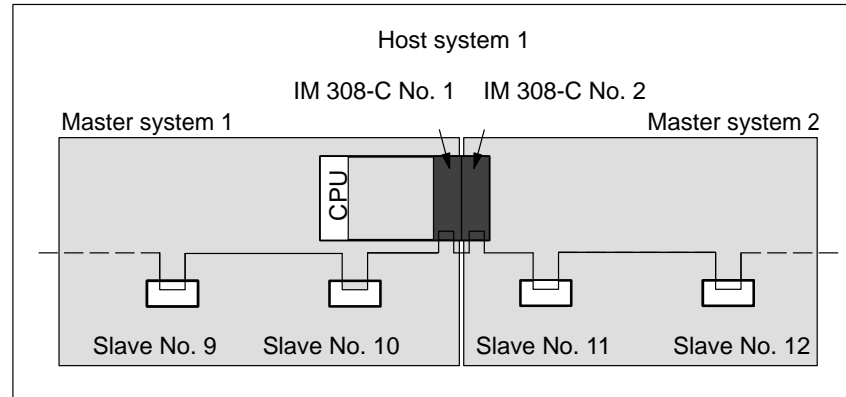 Host system 1
IM 308-C No. 1 IM 308-C No. 2
Master system 1 Master system 2
CPU
Slave No. 9 Slave No. 10 Slave No. 11 Slave No. 12